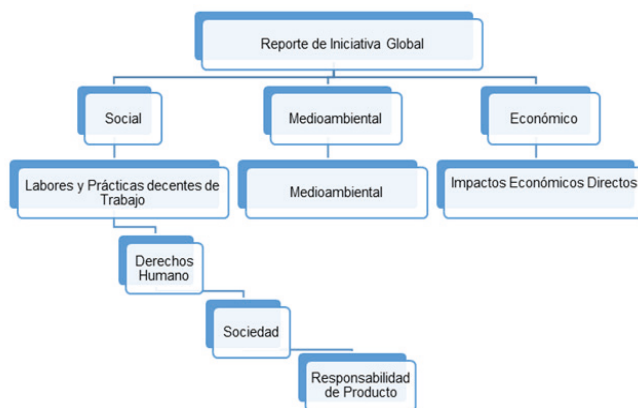 Reporte de Iniciativa Global
Social
Medioambiental
Económico
Labores y Prácticas decentes de
Trabajo
Medioambiental
Impactos Económicos Directos
Derechos
Humano
Sociedad
Responsabilidad
de Producto